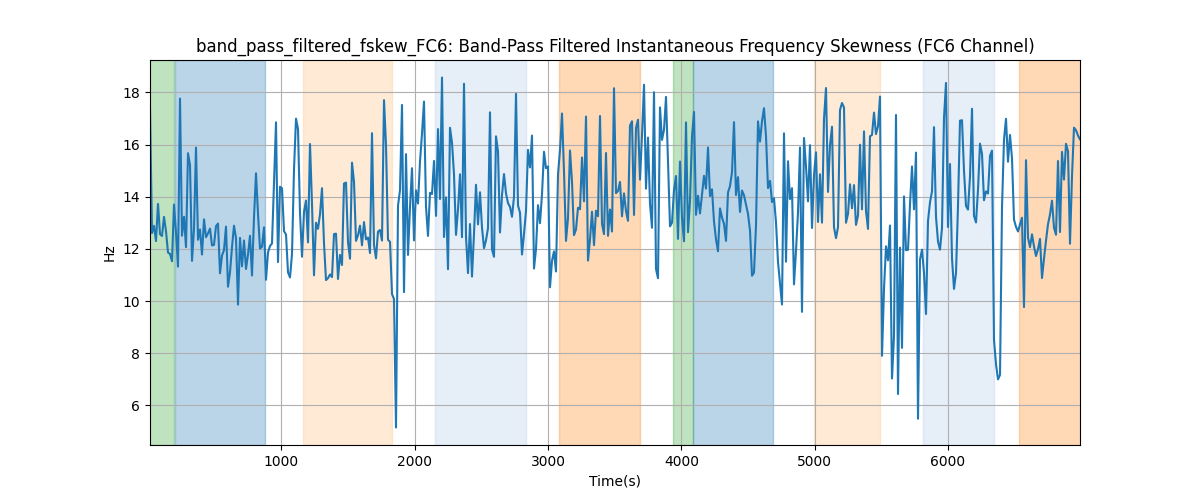 band_pass_filtered_fskew_FC6: Band-Pass Filtered Instantaneous Frequency Skewness (FC6 Channel)
18
16
14
12
10
8
6
Hz
1000 2000 3000 4000 5000 6000
Time(s)